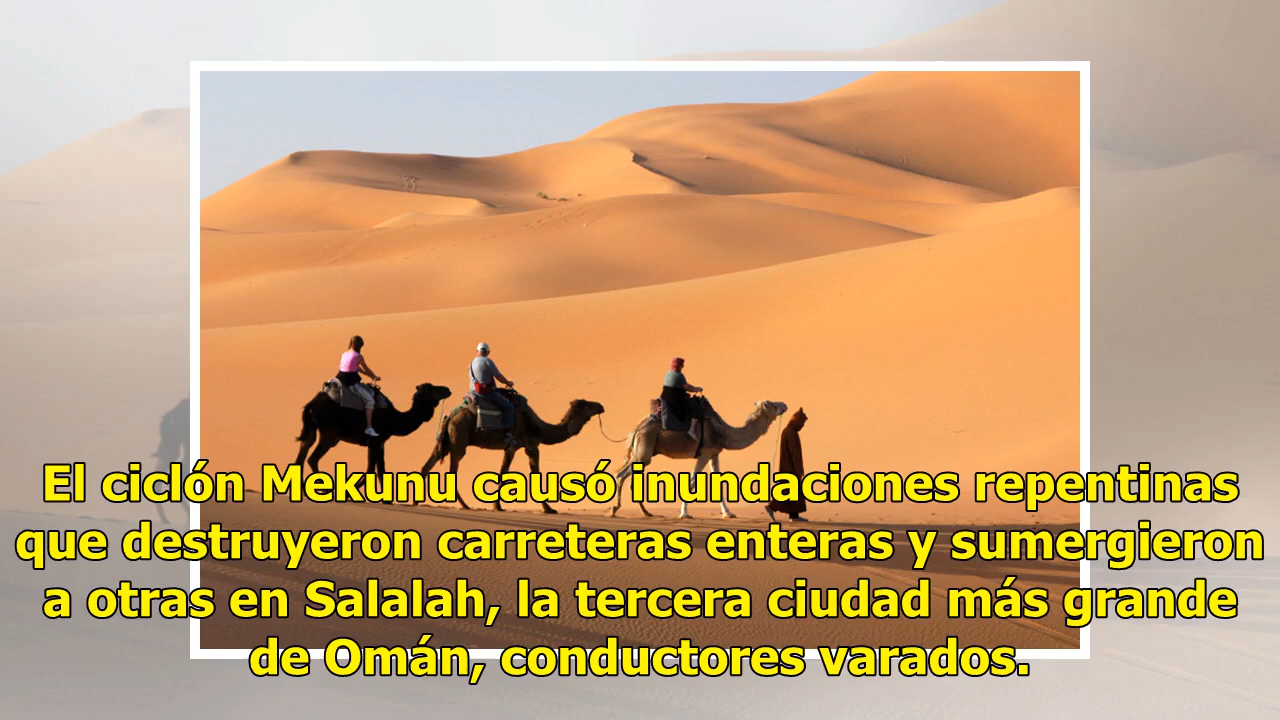 El ciclón Mekunu causó inundaciones repentinas
que destruyeron carreteras enteras y sumergieron
a otras en Salalah, la tercera ciudad más grande
de Omán, conductores varados.